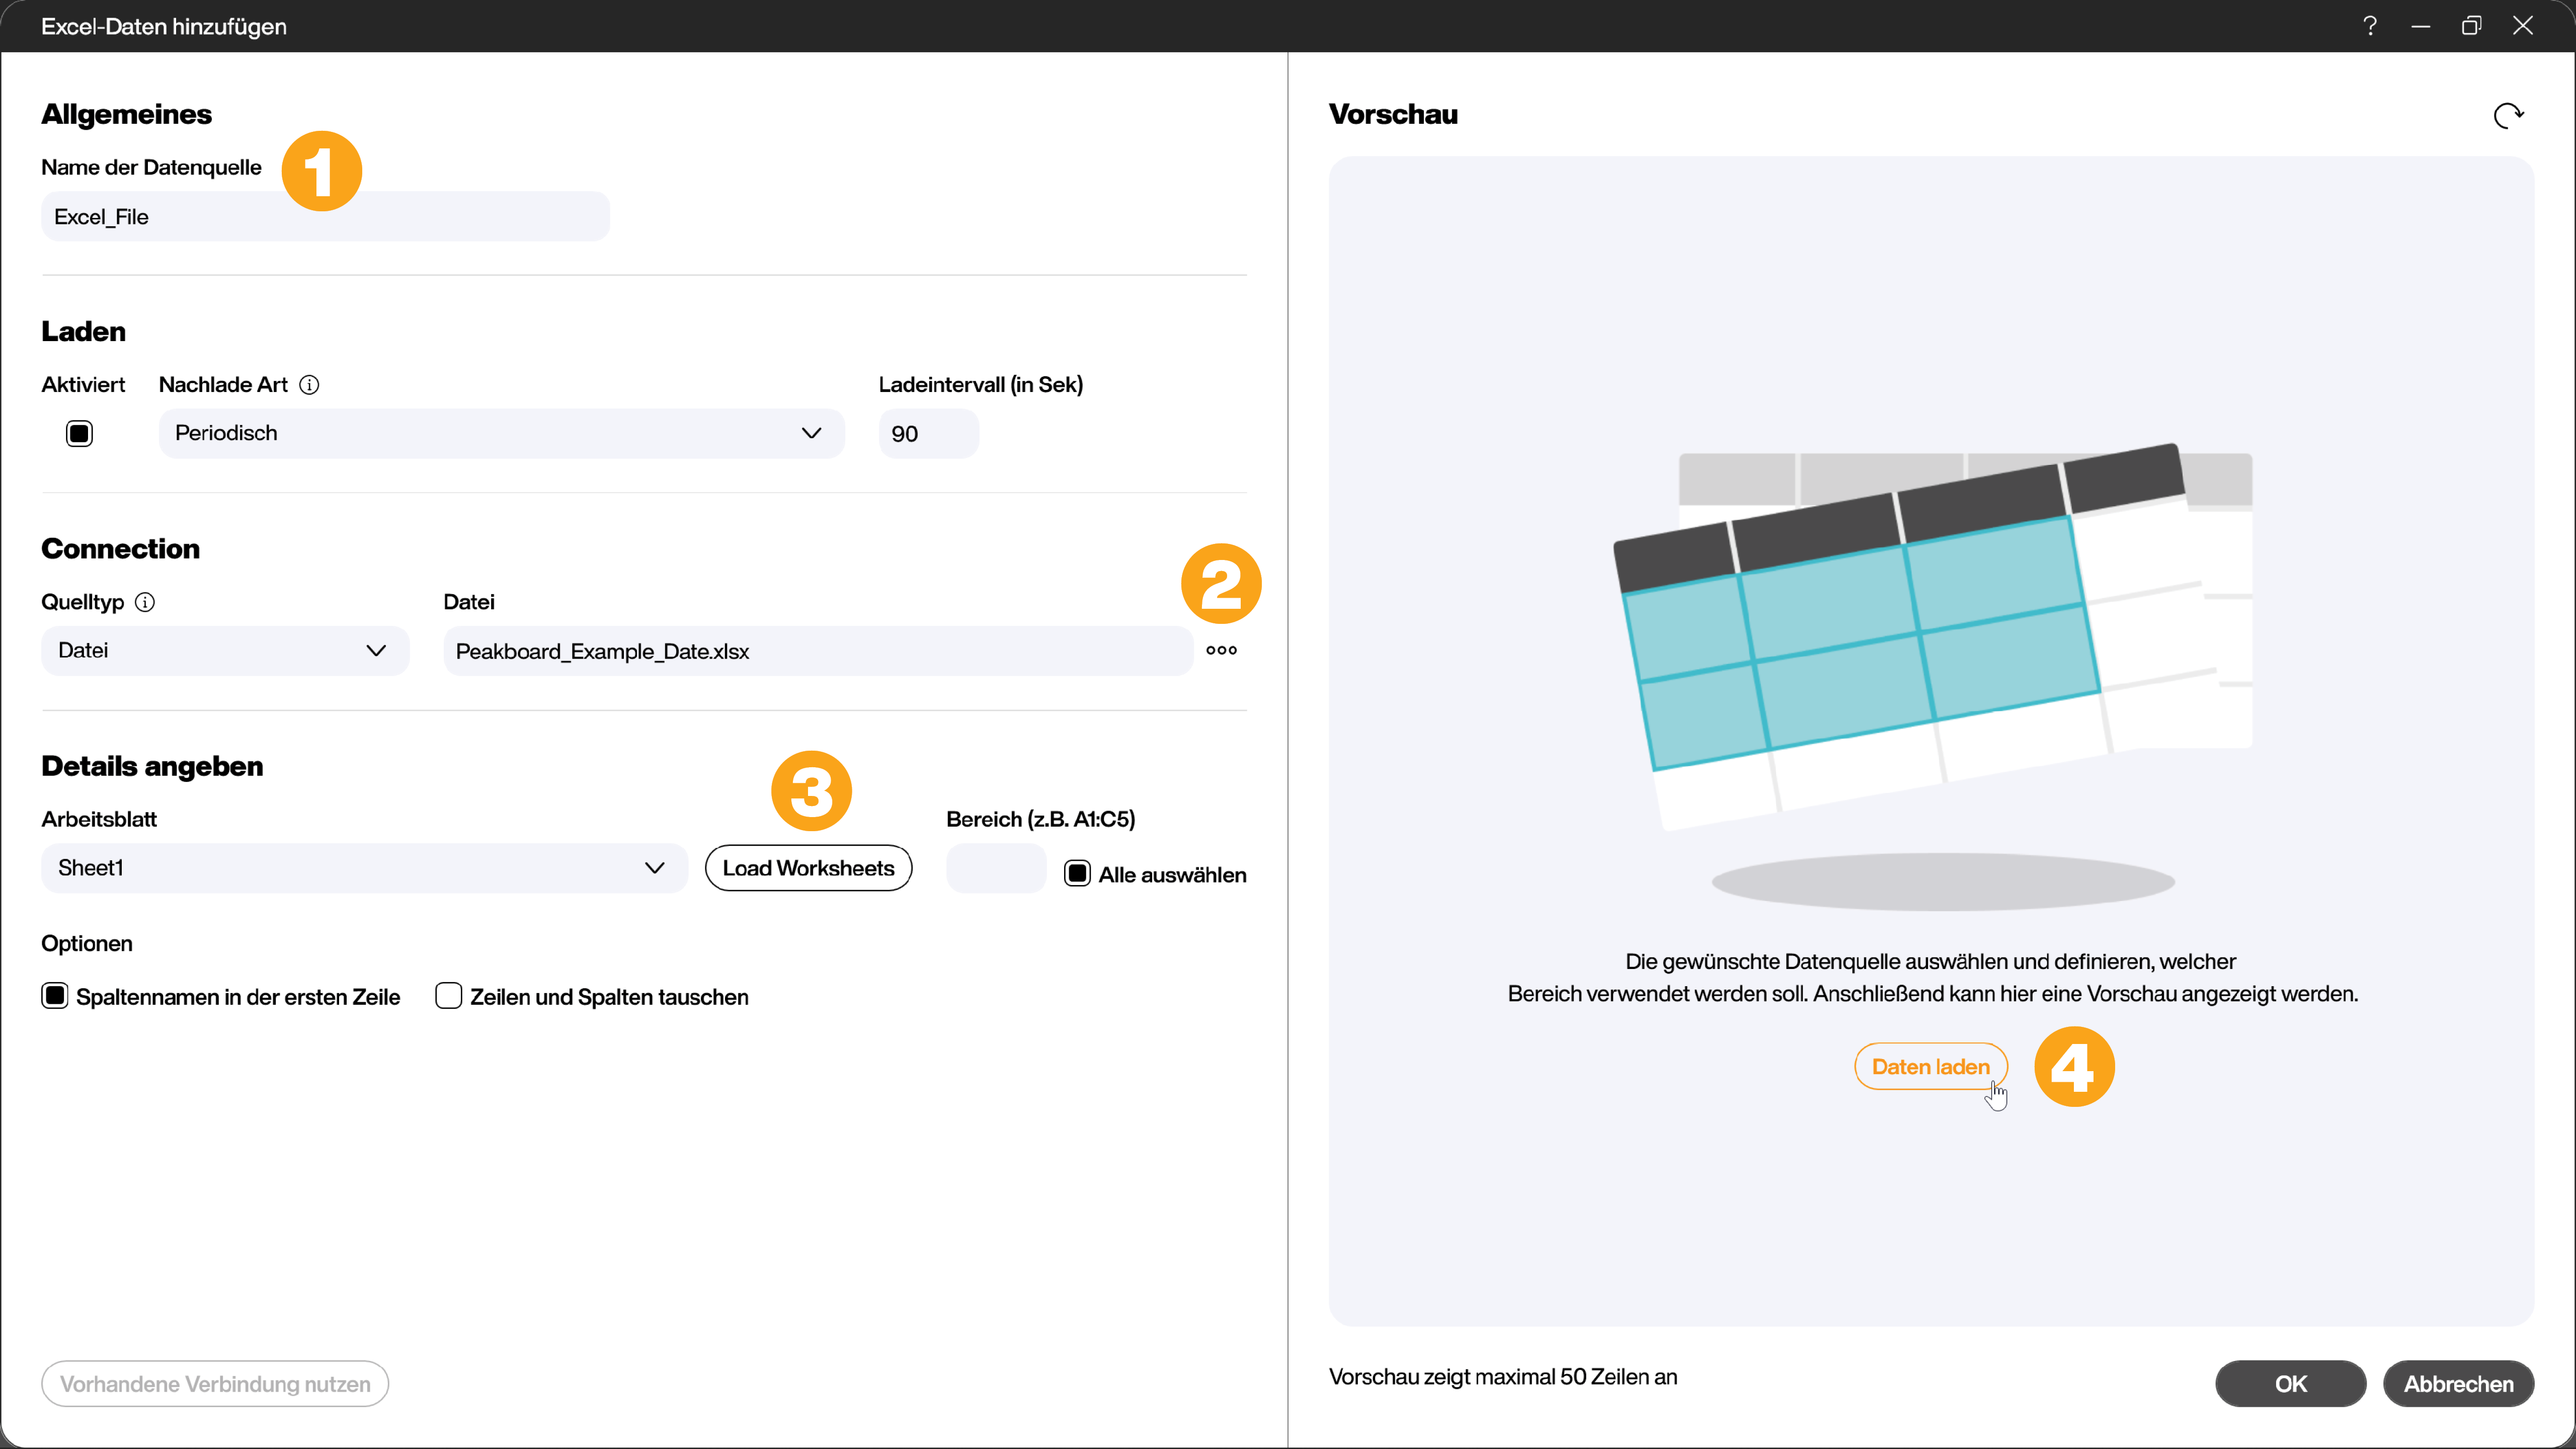 Excel-Daten hinzufügen
?
Allgemeines
Name der Datenquelle
1
Excel_File
Laden
Aktiviert
Nachlade Art
Ladeintervall (in Sek)
Periodisch
90
Connection
2
Quelltyp
Datei
Datei
Peakboard_Example_Date.xlsx
Details angeben
3
Arbeitsblatt
Bereich (z.B. A1:C5)
Sheet1
Load Worksheets
Alle auswählen
Optionen
Spaltennamen in der ersten Zeile
Zeilen und Spalten tauschen
Vorhandene Verbindung nutzen
Vorschau
Die gewünschte Datenquelle auswählen und definieren, welcher
Bereich verwendet werden soll. Anschließend kann hier eine Vorschau angezeigt werden.
Daten laden
4
Vorschau zeigt maximal 50 Zeilen an
OK
Abbrechen